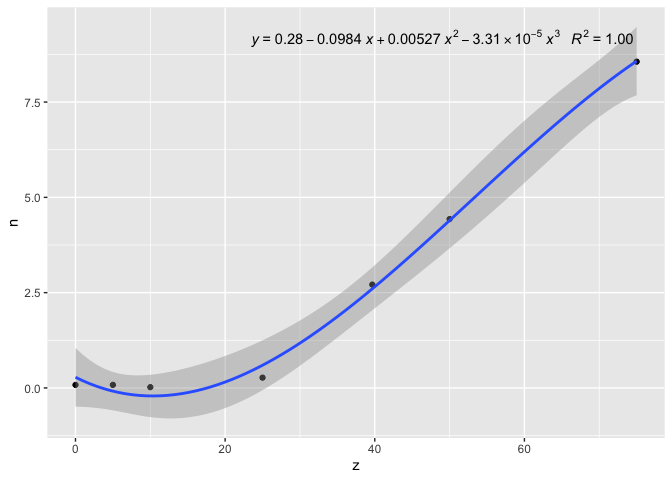 y = 0.28 – 0.0984 x + 0.00527 x² – 3.31 × 10⁻⁵ x³ R² = 1.00
7.5
5.0
2.5
0.0
n
0 20 40 60
z